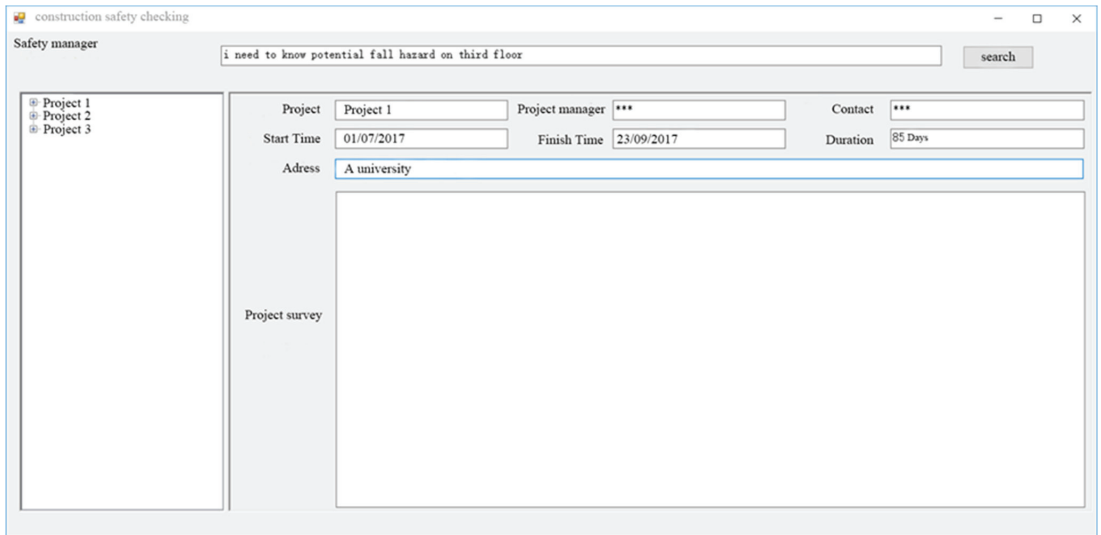 construction safety checking
Safety manager
i need to know potential fall hazard on third floor
search
Project 1
Project 2
Project 3
Project Project 1 Project manager *** Contact ***
Start Time 01/07/2017 Finish Time 23/09/2017 Duration 85 Days
Adress A university
Project survey